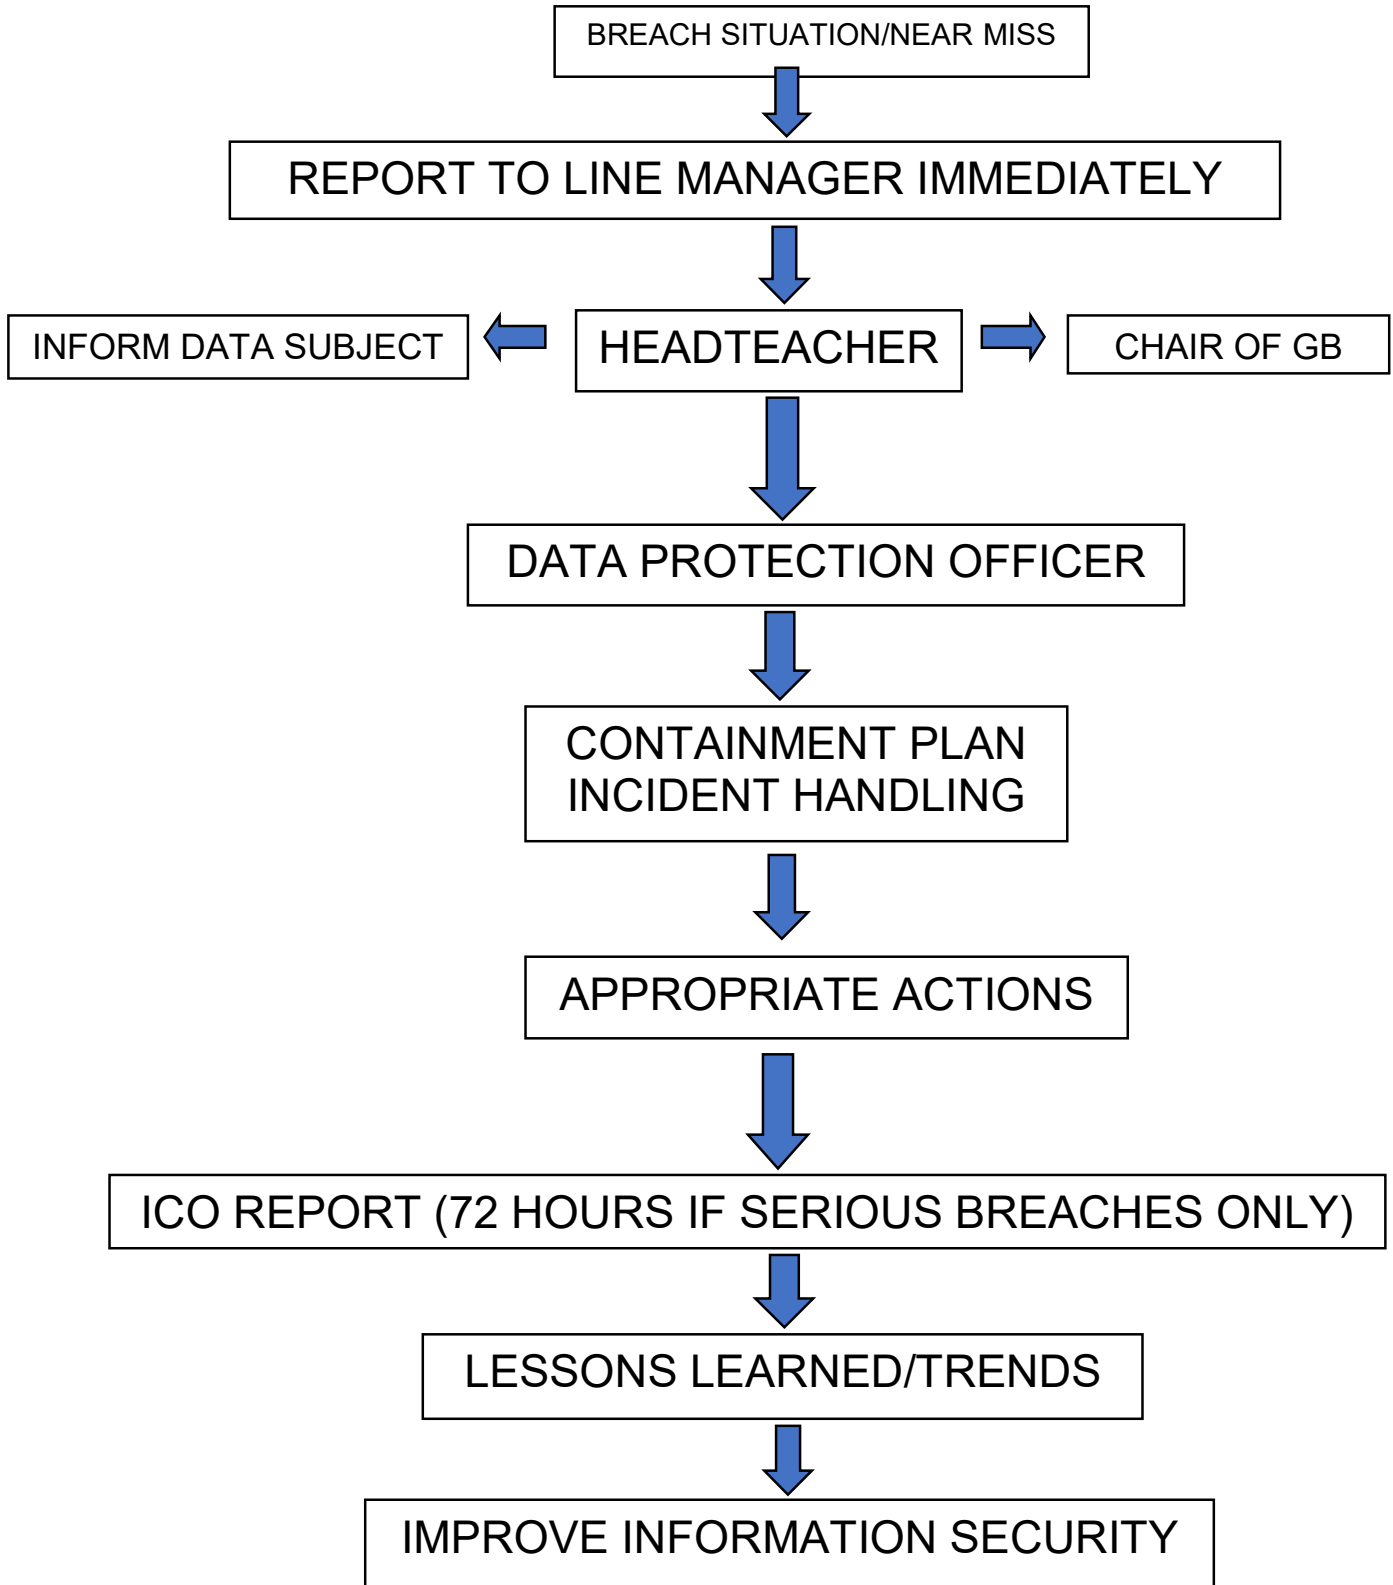 BREACH SITUATION/NEAR MISS
REPORT TO LINE MANAGER IMMEDIATELY
INFORM DATA SUBJECT
HEADTEACHER
CHAIR OF GB
DATA PROTECTION OFFICER
CONTAINMENT PLAN
INCIDENT HANDLING
APPROPRIATE ACTIONS
ICO REPORT (72 HOURS IF SERIOUS BREACHES ONLY)
LESSONS LEARNED/TRENDS
IMPROVE INFORMATION SECURITY